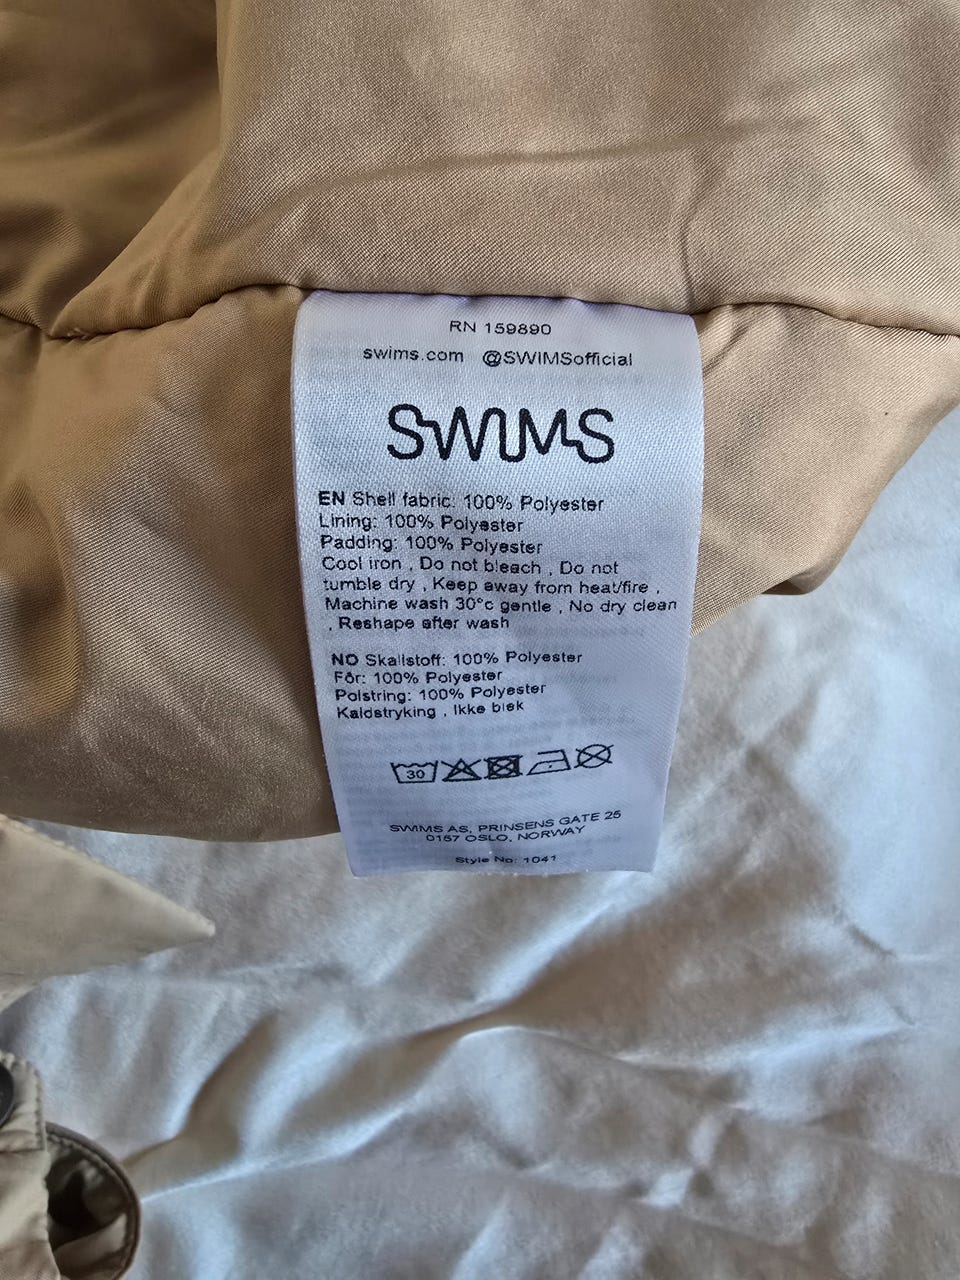 RN 159890
swims.com @SWIMSofficial
SWIMS
EN Shell fabric: 100% Polyester
Lining: 100% Polyester
Padding: 100% Polyester
Cool iron , Do not bleach , Do not
tumble dry , Keep away from heat/fire ,
Machine wash 30°c gentle , No dry clean
, Reshape after wash
NO Skallstoff: 100% Polyester
Fôr: 100% Polyester
Polstring: 100% Polyester
Kaldstryking , Ikke blek
30
SWIMS AS, PRINSENS GATE 25
0157 OSLO, NORWAY
Style No: 1041